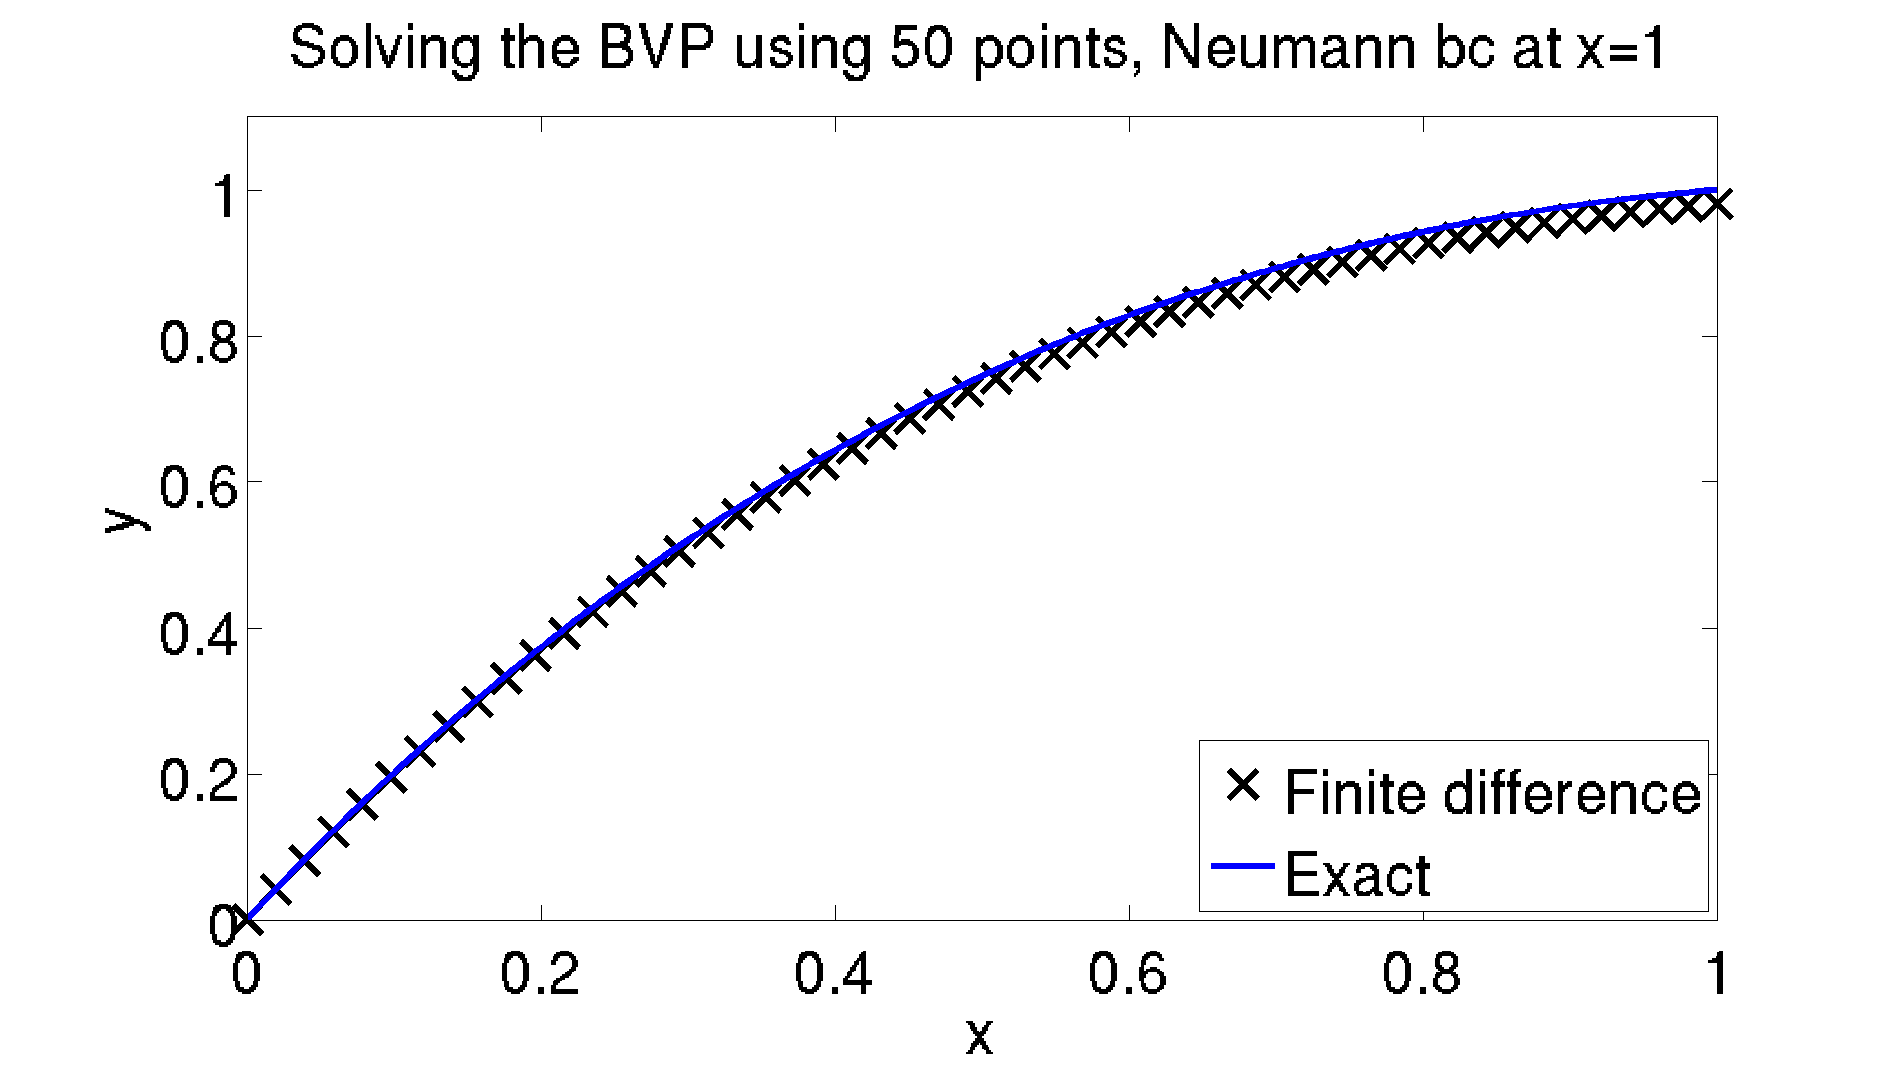 Solving the BVP using 50 points, Neumann bc at x=1
1
0.8
0.6
y
0.4
0.2
0
Finite difference
Exact
0 0.2 0.4 0.6 0.8 1
x